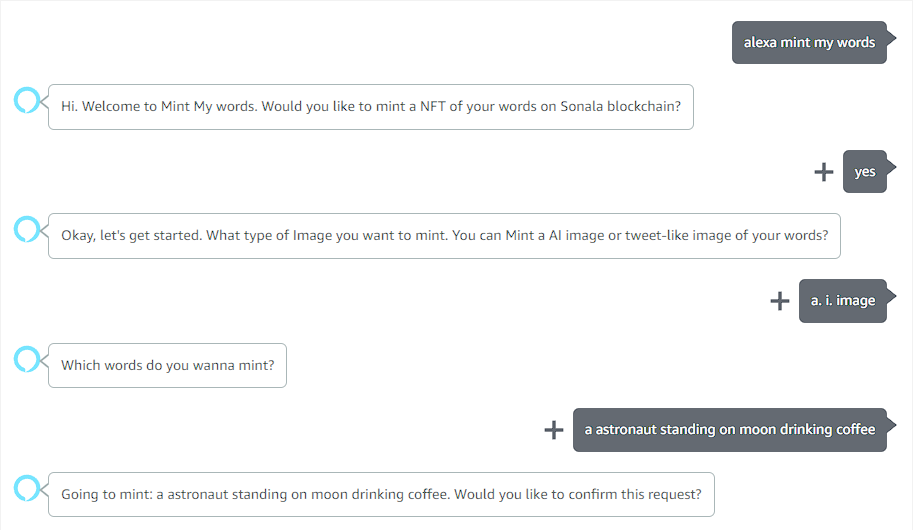 alexa mint my words
Hi. Welcome to Mint My words. Would you like to mint a NFT of your words on Sonala blockchain?
yes
Okay, let's get started. What type of Image you want to mint. You can Mint a AI image or tweet-like image of your words?
a. i. image
Which words do you wanna mint?
a astronaut standing on moon drinking coffee
Going to mint: a astronaut standing on moon drinking coffee. Would you like to confirm this request?